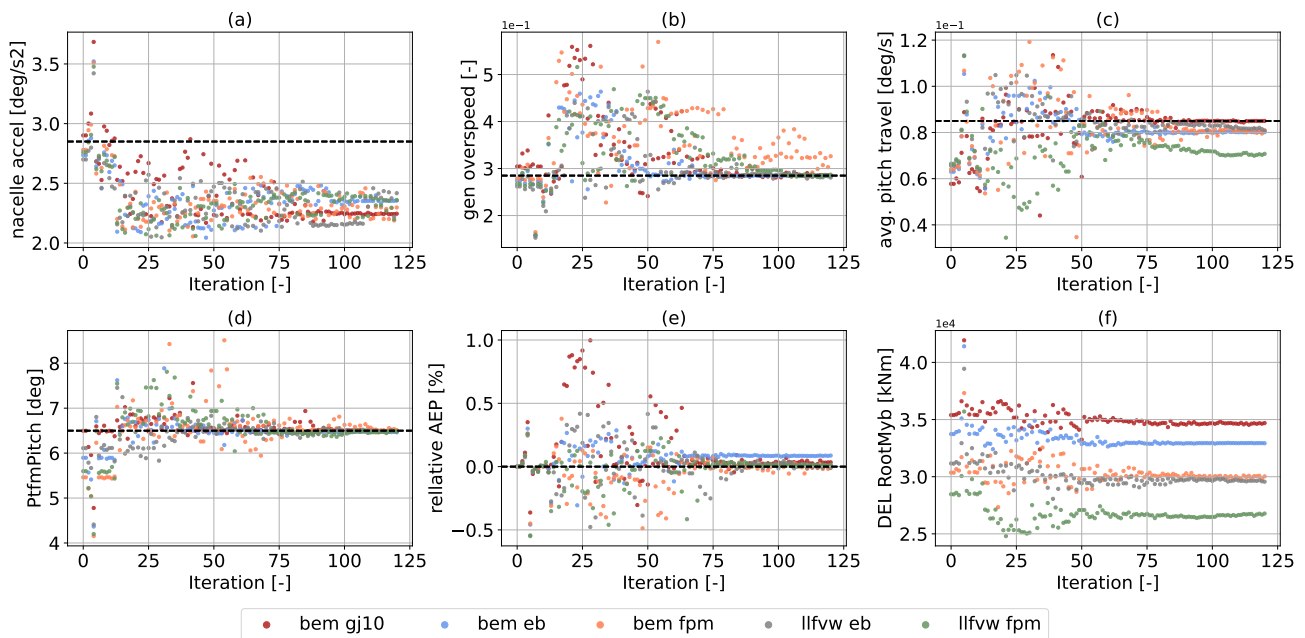 (a)
nacelle accel [deg/s2]
3.5
3.0
2.5
2.0
0 25 50 75 100 125
Iteration [-]
(b)
1e−1
gen overspeed [-]
5
4
3
2
0 25 50 75 100 125
Iteration [-]
(c)
1e−1
avg. pitch travel [deg/s]
1.2
1.0
0.8
0.6
0.4
0 25 50 75 100 125
Iteration [-]
(d)
PtfmPitch [deg]
8
7
6
5
4
0 25 50 75 100 125
Iteration [-]
(e)
rellative AEP [%]
1.0
0.5
0.0
−0.5
0 25 50 75 100 125
Iteration [-]
(f)
1e4
DEL RootMyb [kNm]
4.0
3.5
3.0
2.5
0 25 50 75 100 125
Iteration [-]
bem gj10 bem eb bem fpm llfvw eb llfvw fpm